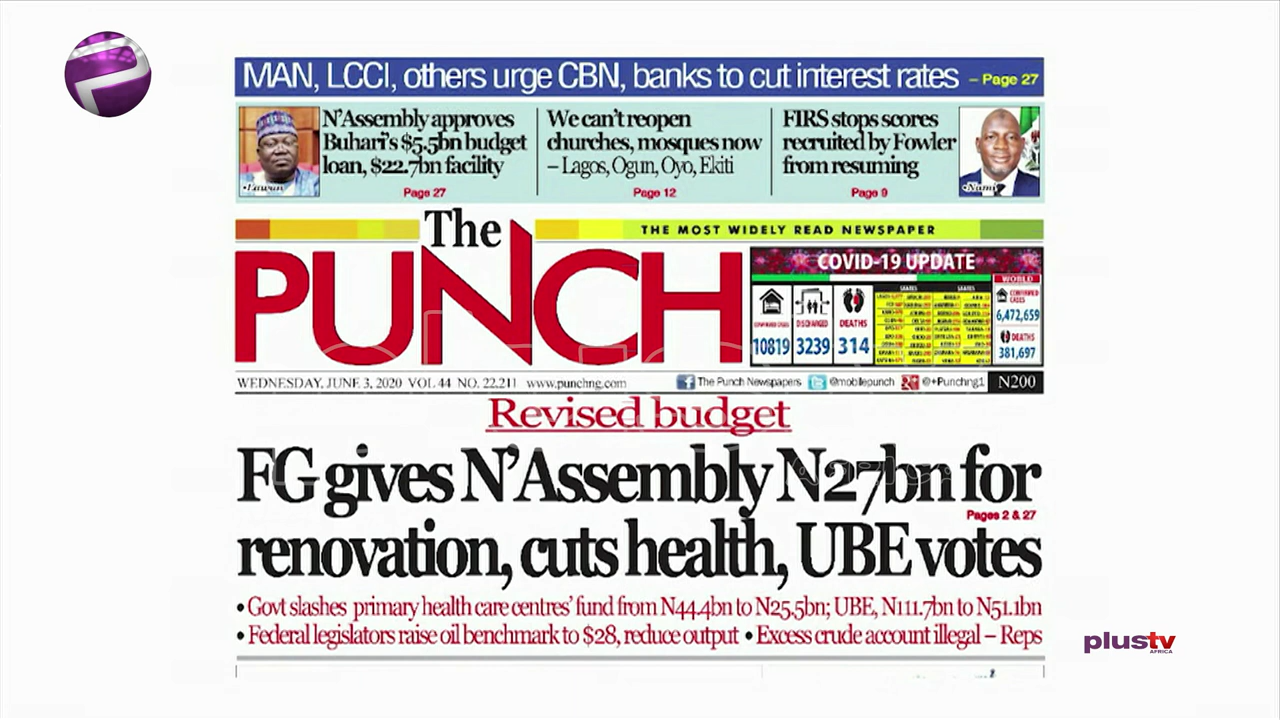 MAN, LCCI, others urge CBN, banks to cut interest rates – Page 27
N'Assembly approves
Buhari's $5.5bn budget
loan, $22.7bn facility
Page 27
•Lawan
We can't reopen
churches, mosques now
– Lagos, Ogun, Oyo, Ekiti
Page 12
FIRS stops scores
recruited by Fowler
from resuming
Page 9
•Nami
The
PUNCH
THE MOST WIDELY READ NEWSPAPER
COVID-19 UPDATE
CONFIRMED CASES
10819
DISCHARGED
3239
DEATHS
314
STATES
STATES
WORLD
CONFIRMED
CASES
6,472,659
DEATHS
381,697
WEDNESDAY, JUNE 3, 2020 VOL 44 NO. 22,211 www.punchng.com
The Punch Newspapers @mobilepunch @+Punchng1 N200
Revised budget
FG gives N'Assembly N27bn for
Pages 2 & 27
renovation, cuts health, UBE votes
• Govt slashes primary health care centres' fund from N44.4bn to N25.5bn; UBE, N111.7bn to N51.1bn
• Federal legislators raise oil benchmark to $28, reduce output • Excess crude account illegal – Reps
plustv
AFRICA